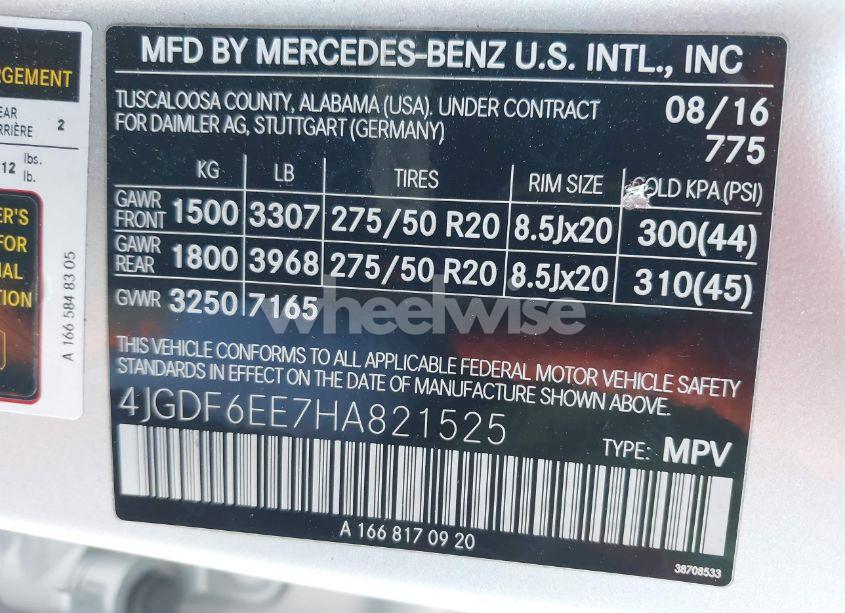 RGEMENT
EAR
RRIÈRE 2
12 lbs.
lb.
ER'S
FOR
IAL
TION
A 166 584 83 05
MFD BY MERCEDES-BENZ U.S. INTL., INC
TUSCALOOSA COUNTY, ALABAMA (USA). UNDER CONTRACT
FOR DAIMLER AG, STUTTGART (GERMANY)
08/16
775
KG LB TIRES RIM SIZE COLD KPA (PSI)
GAWR FRONT 1500 3307 275/50 R20 8.5Jx20 300(44)
GAWR REAR 1800 3968 275/50 R20 8.5Jx20 310(45)
GVWR 3250 7165
wheelwise
THIS VEHICLE CONFORMS TO ALL APPLICABLE FEDERAL MOTOR VEHICLE SAFETY
STANDARDS IN EFFECT ON THE DATE OF MANUFACTURE SHOWN ABOVE.
4JGDF6EE7HA821525
TYPE: MPV
A 166 817 09 20
38708533